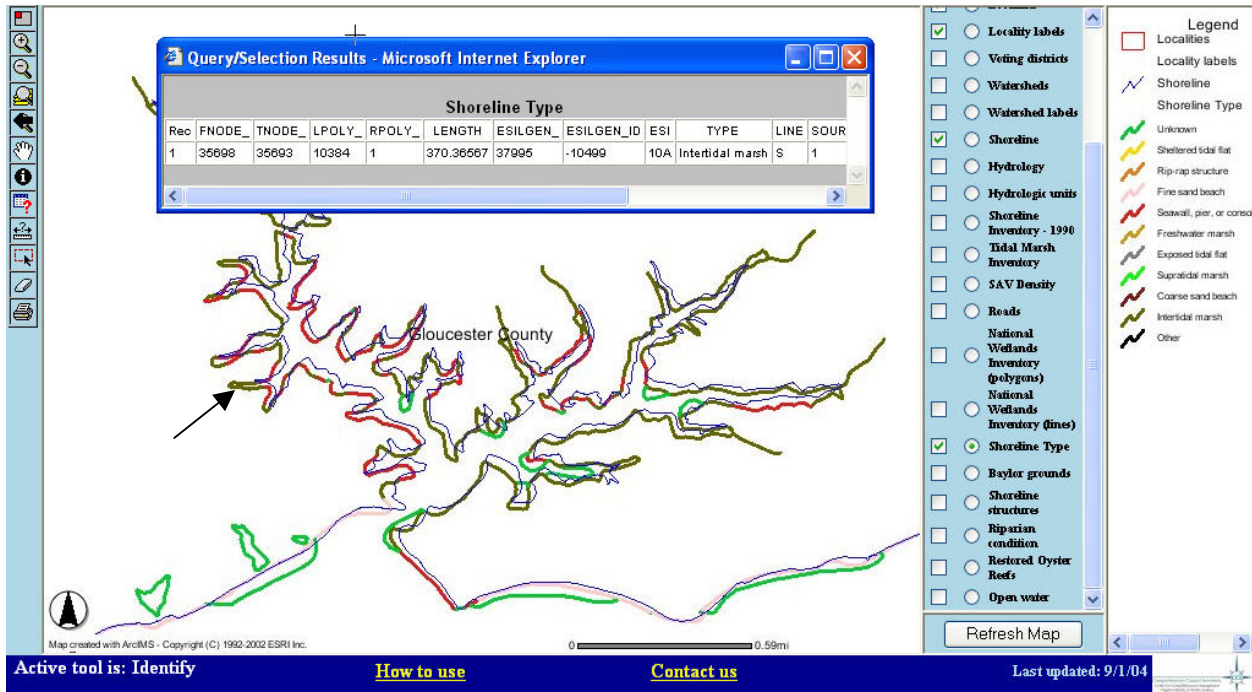 Query/Selection Results - Microsoft Internet Explorer
Shoreline Type
Rec FNODE_ TNODE_ LPOLY_ RPOLY_ LENGTH ESILGEN_ ESILGEN_ID ESI TYPE LINE SOUR
1 35698 35693 10384 1 370.36567 37995 -10499 10A Intertidal marsh S 1
Gloucester County
Map created with ArcIMS - Copyright (C) 1992-2002 ESRI Inc.
0 0.59mi
Locality labels
Voting districts
Watersheds
Watershed labels
Shoreline
Hydrology
Hydrologic units
Shoreline
Inventory - 1990
Tidal Marsh
Inventory
SAV Density
Roads
National
Wetlands
Inventory
(polygons)
National
Wetlands
Inventory (lines)
Shoreline Type
Baylor grounds
Shoreline
structures
Riparian
condition
Restored Oyster
Reefs
Open water
Refresh Map
Legend
Localities
Locality labels
Shoreline
Shoreline Type
Unknown
Sheltered tidal flat
Rip-rap structure
Fine sand beach
Seawall, pier, or conso
Freshwater marsh
Exposed tidal flat
Supratidal marsh
Coarse sand beach
Intertidal marsh
Other
Active tool is: Identify
How to use
Contact us
Last updated: 9/1/04